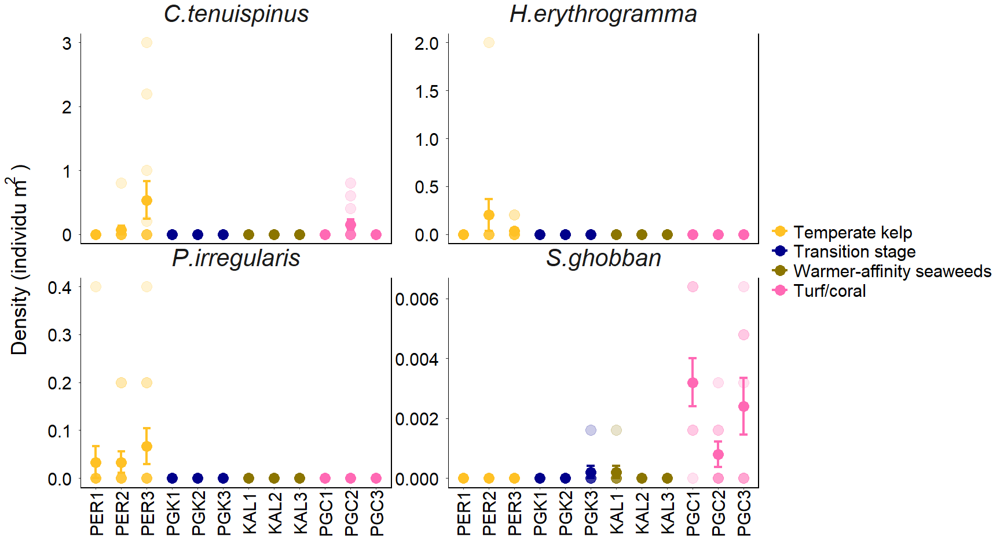 C.tenuispinus
H.erythrogramma
3
2
1
0
2.0
1.5
1.0
0.5
0.0
Density (individu m2 )
P.irregularis
S.ghobban
0.4
0.3
0.2
0.1
0.0
0.006
0.004
0.002
0.000
PER1 PER2 PER3 PGK1 PGK2 PGK3 KAL1 KAL2 KAL3 PGC1 PGC2 PGC3
PER1 PER2 PER3 PGK1 PGK2 PGK3 KAL1 KAL2 KAL3 PGC1 PGC2 PGC3
Temperate kelp
Transition stage
Warmer-affinity seaweeds
Turf/coral